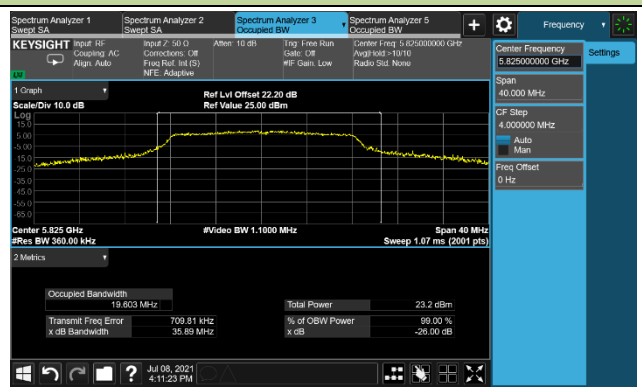 Spectrum Analyzer 1
Swept SA
Spectrum Analyzer 2
Swept SA
Spectrum Analyzer 3
Occupied BW
Spectrum Analyzer 5
Occupied BW
+
Frequency
KEYSIGHT
Input: RF
Coupling: AC
Align: Auto
Input Z: 50 Ω
Corrections: Off
Freq Ref: Int (S)
NFE: Adaptive
Atten: 10 dB
Trig: Free Run
Gate: Off
#IF Gain: Low
Center Freq: 5.825000000 GHz
Avg|Hold:>10/10
Radio Std: None
Center Frequency
5.825000000 GHz
Settings
Span
40.000 MHz
CF Step
4.000000 MHz
Auto
Man
Freq Offset
0 Hz
1 Graph
Scale/Div 10.0 dB
Ref Lvl Offset 22.20 dB
Ref Value 25.00 dBm
Log
15.0
5.00
-5.00
-15.0
-25.0
-35.0
-45.0
-55.0
-65.0
Center 5.825 GHz
#Res BW 360.00 kHz
#Video BW 1.1000 MHz
Span 40 MHz
Sweep 1.07 ms (2001 pts)
2 Metrics
Occupied Bandwidth
19.603 MHz
Total Power
23.2 dBm
Transmit Freq Error
709.81 kHz
% of OBW Power
99.00 %
x dB Bandwidth
35.89 MHz
x dB
-26.00 dB
?
Jul 08, 2021
4:11:23 PM